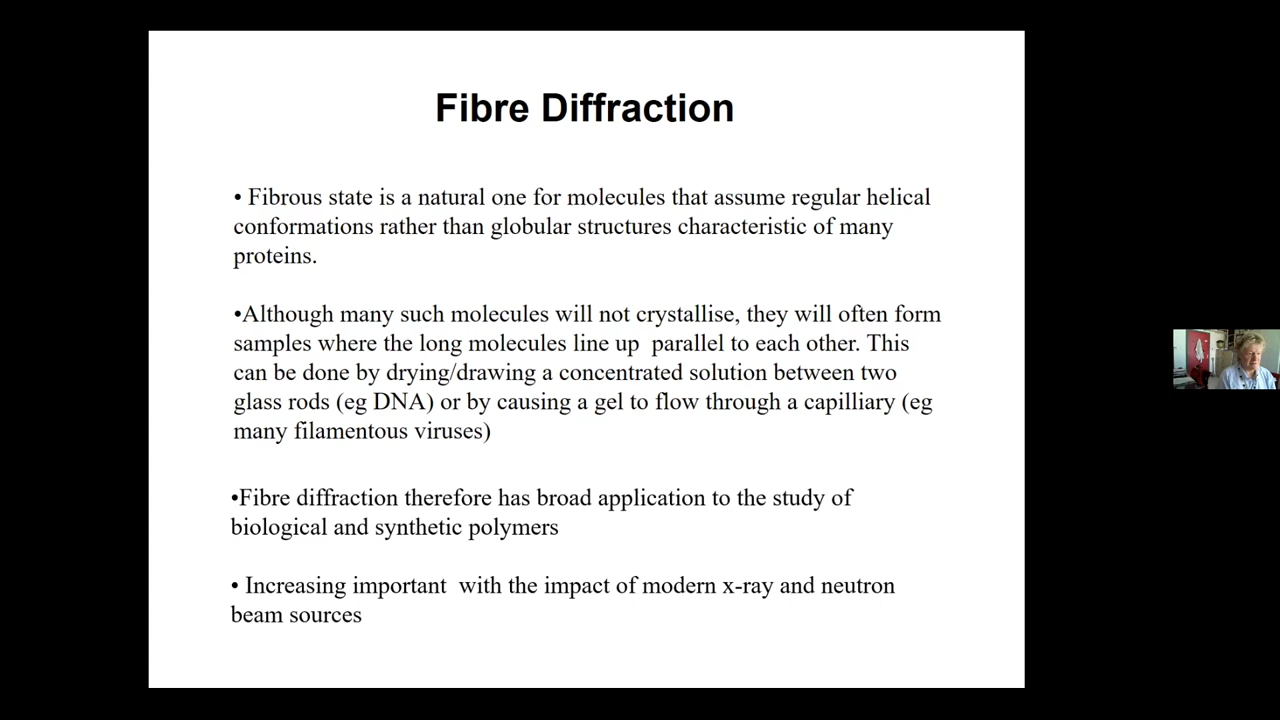 Fibre Diffraction
• Fibrous state is a natural one for molecules that assume regular helical
conformations rather than globular structures characteristic of many
proteins.
•Although many such molecules will not crystallise, they will often form
samples where the long molecules line up  parallel to each other. This
can be done by drying/drawing a concentrated solution between two
glass rods (eg DNA) or by causing a gel to flow through a capilliary (eg
many filamentous viruses)
•Fibre diffraction therefore has broad application to the study of
biological and synthetic polymers
• Increasing important  with the impact of modern x-ray and neutron
beam sources